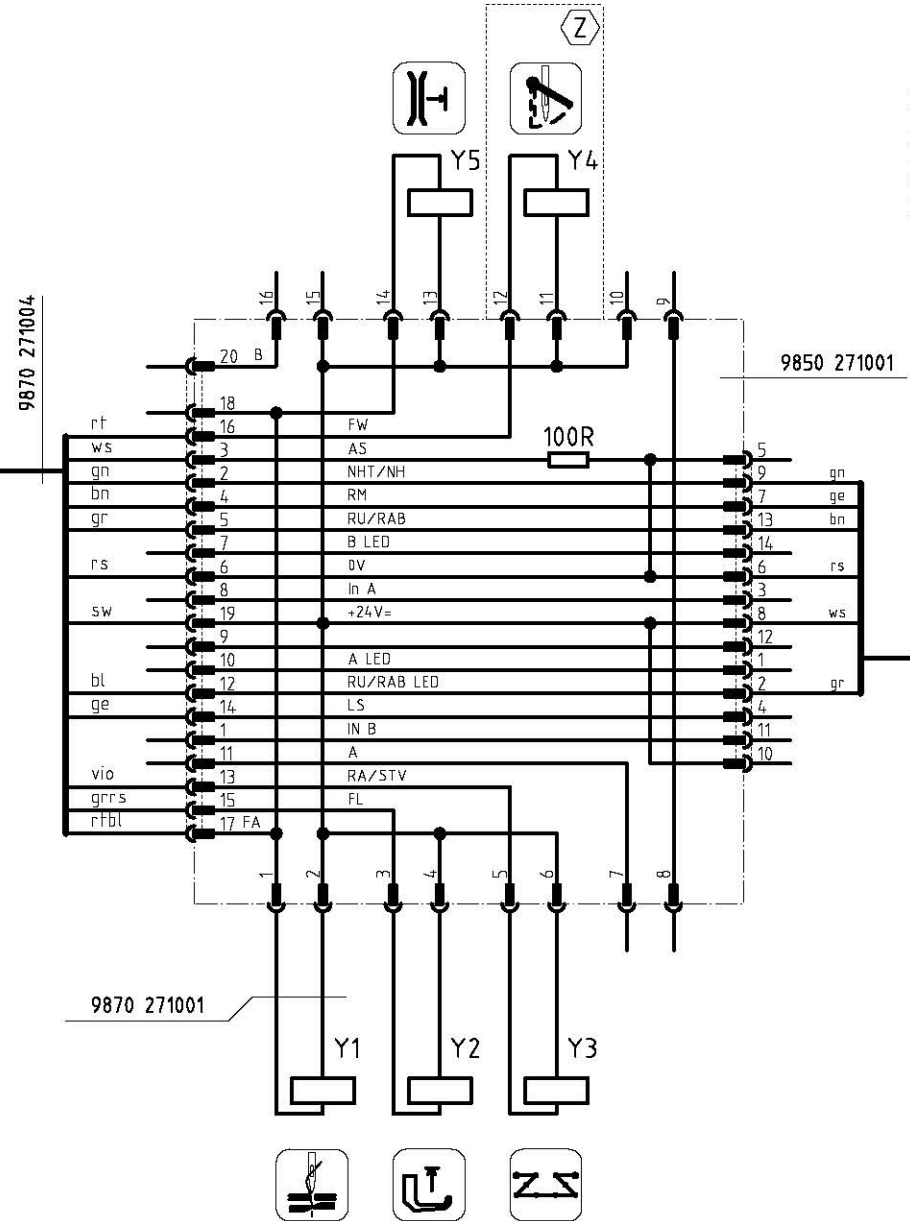 Z
Y5 Y4
16 15 14 13 12 11 10 9
9870 271004
20 B
9850 271001
18
rt 16 FW
ws 3 AS 100R 5
gn 2 NHT/NH 9 gn
bn 4 RM 7 ge
gr 5 RU/RAB 13 bn
7 B LED 14
rs 6 0V 6 rs
8 In A 3
sw 19 +24V= 8 ws
9 12
10 A LED 1
bl 12 RU/RAB LED 2 gr
ge 14 LS 4
1 IN B 11
11 A 10
vio 13 RA/STV
grrs 15 FL
rtbl 17 FA
1 2 3 4 5 6 7 8
9870 271001
Y1 Y2 Y3